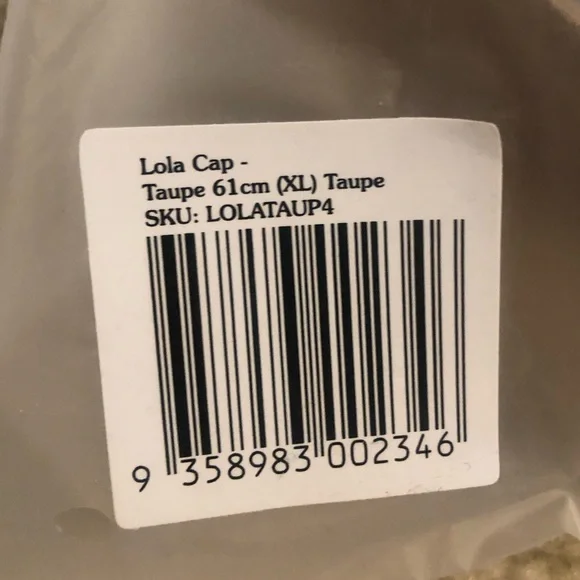 Lola Cap -
Taupe 61cm (XL) Taupe
SKU: LOLATAUP4
9 358983 002346